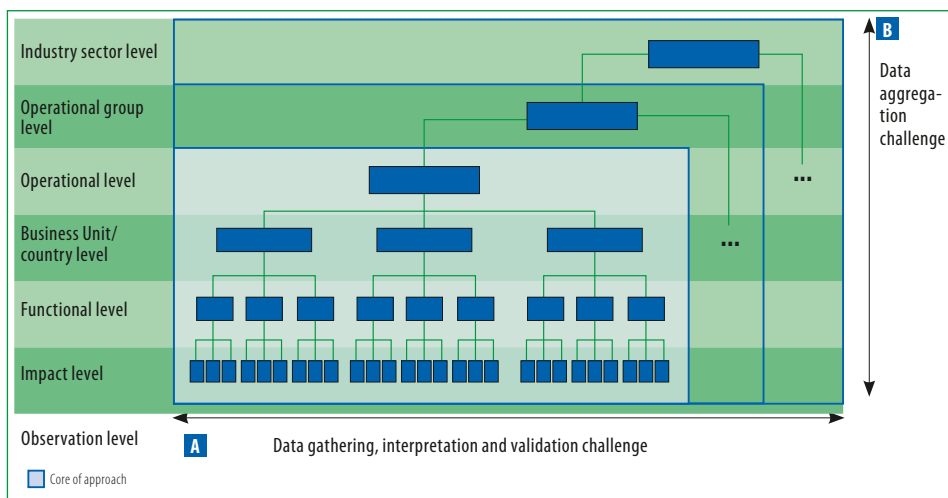 Industry sector level
Operational group
level
Operational level
Business Unit/
country level
Functional level
Impact level
Observation level
Core of approach
...
...
B
Data
aggrega-
tion
challenge
A
Data gathering, interpretation and validation challenge